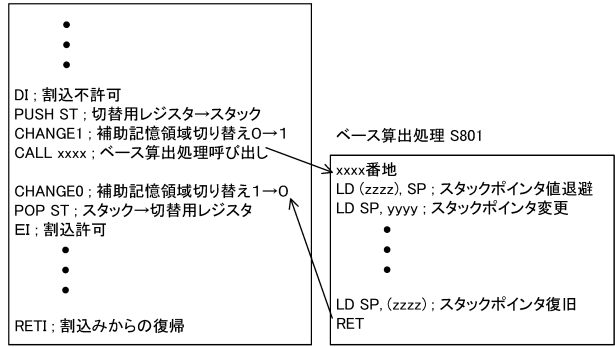 DI ; 割込不許可
PUSH ST ; 切替用レジスタ→スタック
CHANGE1 ; 補助記憶領域切り替え0→1
CALL xxxx ; ベース算出処理呼び出し
CHANGE0 ; 補助記憶領域切り替え1→0
POP ST ; スタック→切替用レジスタ
EI ; 割込許可
RETI ; 割込みからの復帰
ベース算出処理 S801
xxxx番地
LD (zzzz), SP ; スタックポインタ値退避
LD SP, yyyy ; スタックポインタ変更
LD SP, (zzzz) ; スタックポインタ復旧
RET